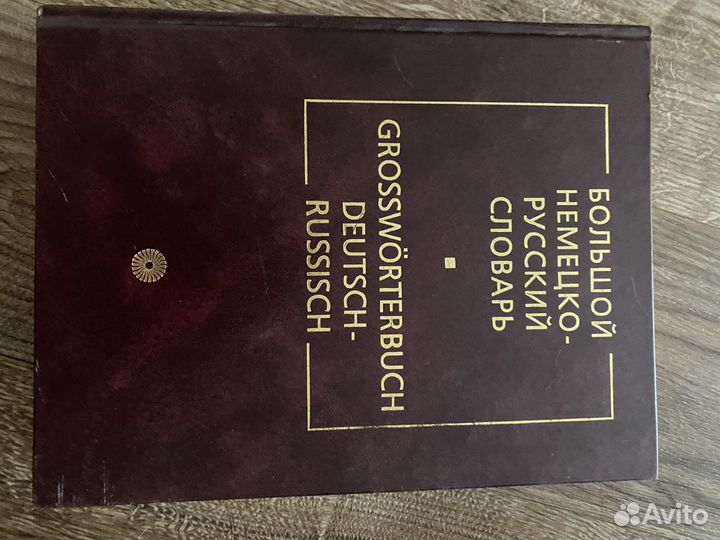 БОЛЬШОЙ
НЕМЕЦКО-
РУССКИЙ
СЛОВАРЬ
GROSSWÖRTERBUCH
DEUTSCH-
RUSSISCH
Avito